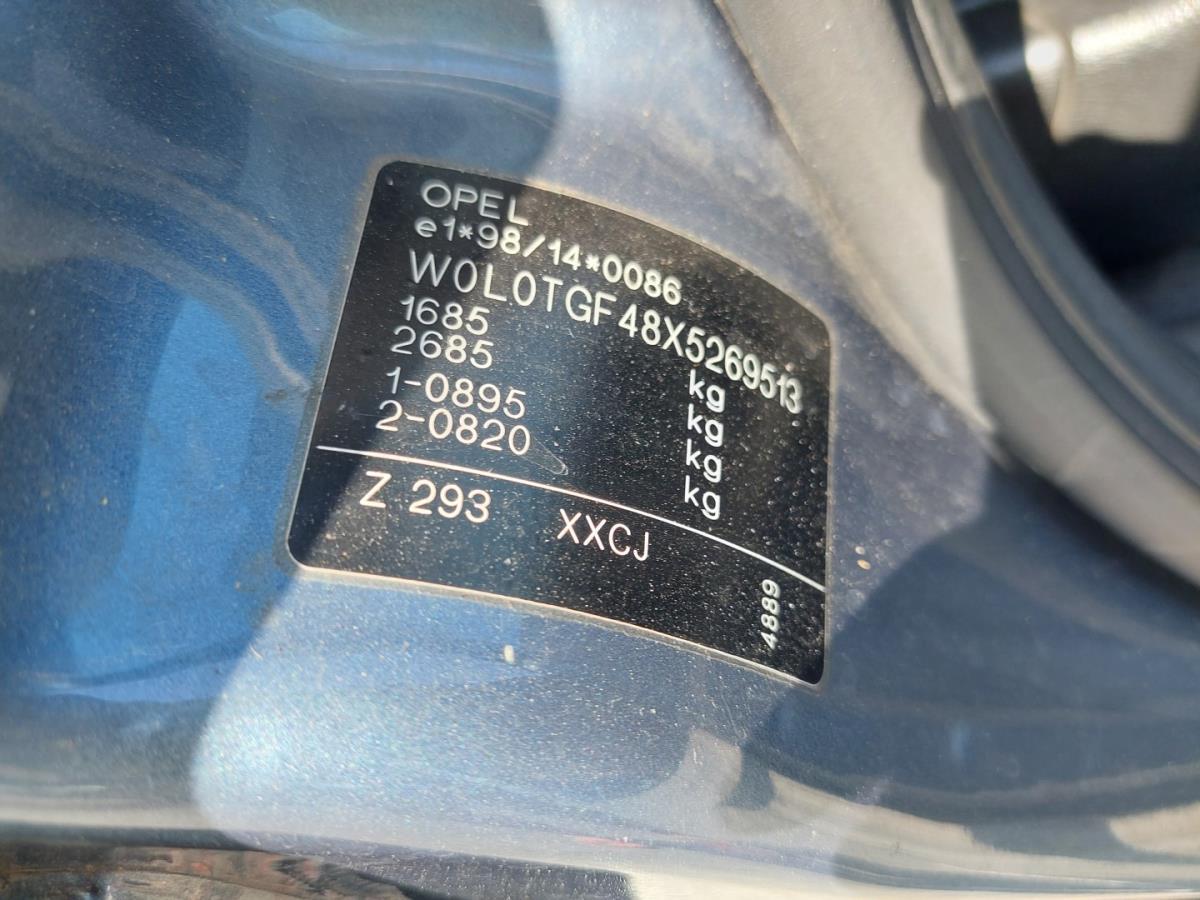 OPEL
e1*98/14*0086
W0L0TGF48X5269513
1685 kg
2685 kg
1-0895 kg
2-0820 kg
Z 293 XXCJ
4889